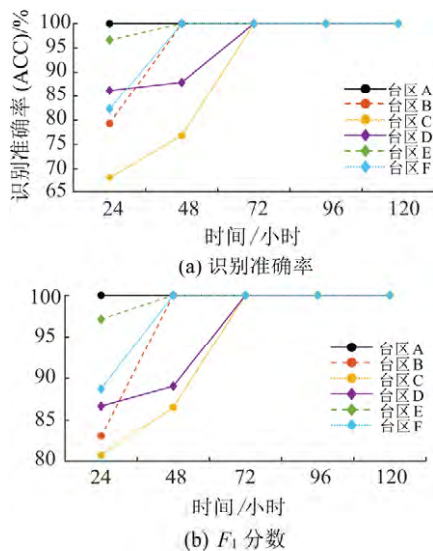 识别准确率 (ACC)/%
100
95
90
85
80
75
70
65
台区A
台区B
台区C
台区D
台区E
台区F
24 48 72 96 120
时间/小时
(a) 识别准确率
100
95
90
85
80
台区A
台区B
台区C
台区D
台区E
台区F
24 48 72 96 120
时间/小时
(b) F₁ 分数